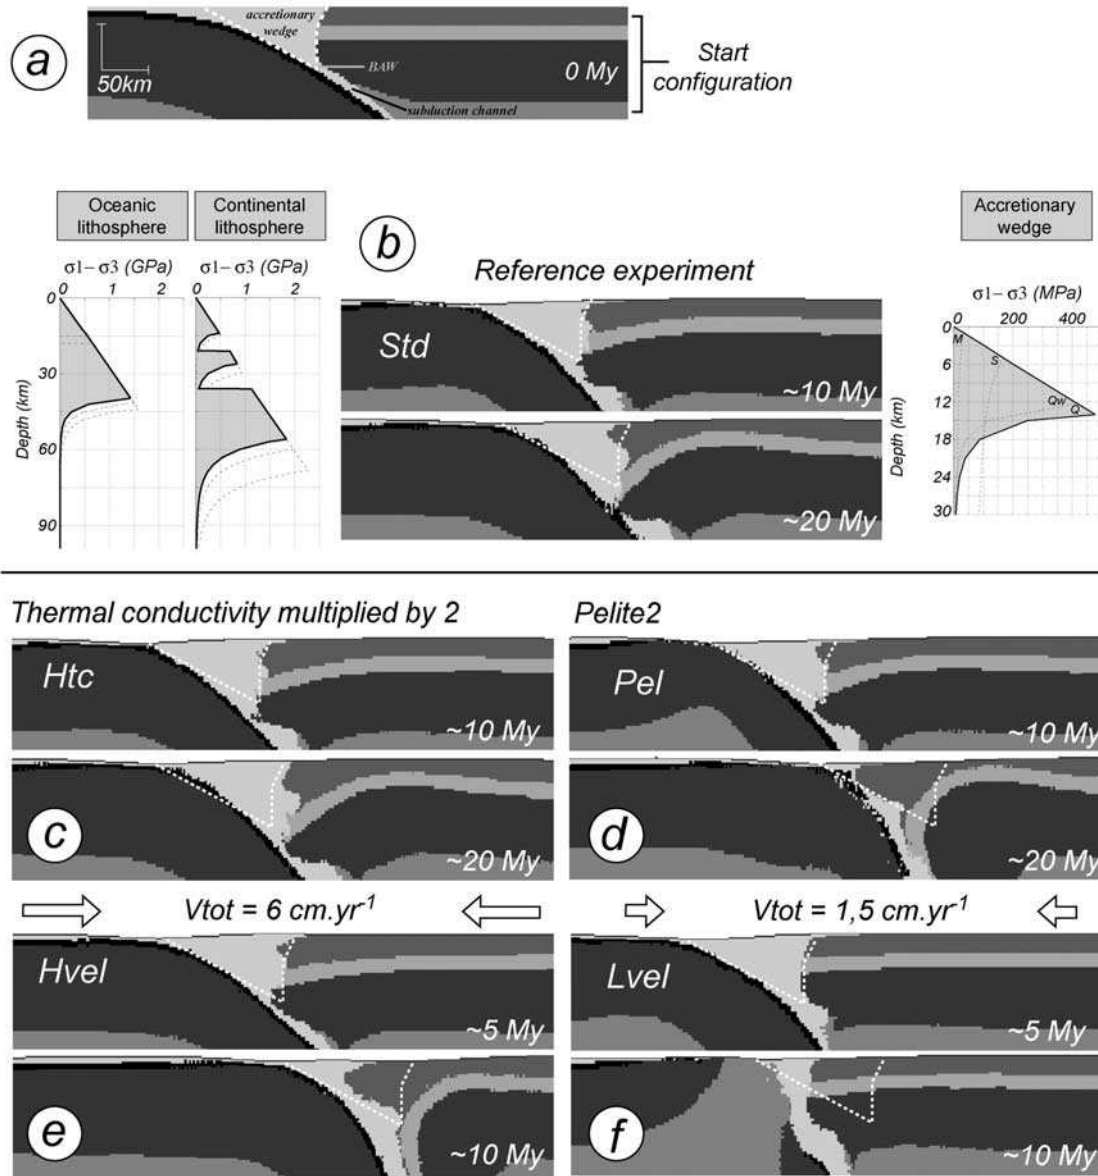 a
accretionary
wedge
50km
BAW
subduction channel
0 My
Start
configuration
Oceanic
lithosphere
Continental
lithosphere
σ1– σ3 (GPa)
σ1– σ3 (GPa)
0 1 2
0 1 2
0
30
60
90
Depth (km)
b
Reference experiment
Std
~10 My
~20 My
Accretionary
wedge
σ1– σ3 (MPa)
0 200 400
0
6
12
18
24
30
Depth (km)
M
S
Qw
Q
Thermal conductivity multiplied by 2
Htc
~10 My
c
~20 My
Pelite2
Pel
~10 My
d
~20 My
Vtot = 6 cm.yr-1
Hvel
~5 My
e
~10 My
Vtot = 1,5 cm.yr-1
Lvel
~5 My
f
~10 My